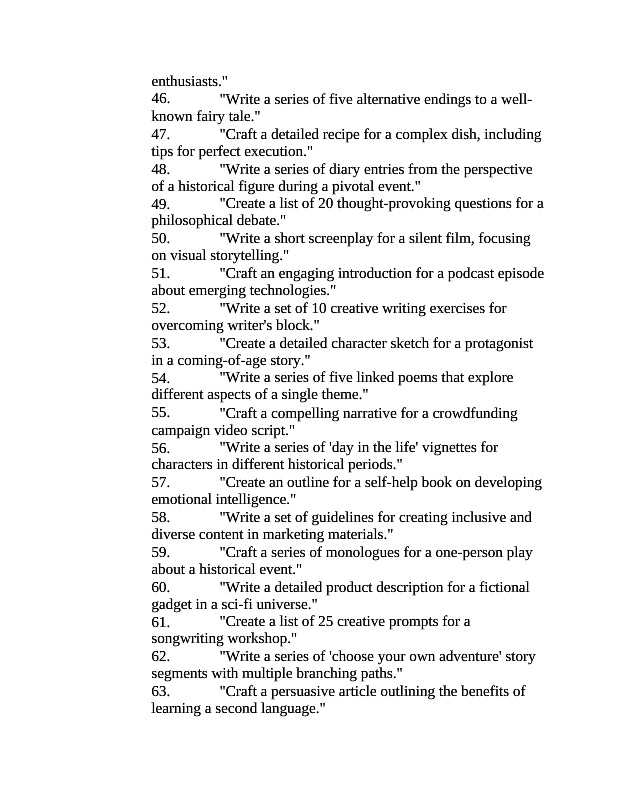 enthusiasts."
46. "Write a series of five alternative endings to a well-
known fairy tale."
47. "Craft a detailed recipe for a complex dish, including
tips for perfect execution."
48. "Write a series of diary entries from the perspective
of a historical figure during a pivotal event."
49. "Create a list of 20 thought-provoking questions for a
philosophical debate."
50. "Write a short screenplay for a silent film, focusing
on visual storytelling."
51. "Craft an engaging introduction for a podcast episode
about emerging technologies."
52. "Write a set of 10 creative writing exercises for
overcoming writer's block."
53. "Create a detailed character sketch for a protagonist
in a coming-of-age story."
54. "Write a series of five linked poems that explore
different aspects of a single theme."
55. "Craft a compelling narrative for a crowdfunding
campaign video script."
56. "Write a series of 'day in the life' vignettes for
characters in different historical periods."
57. "Create an outline for a self-help book on developing
emotional intelligence."
58. "Write a set of guidelines for creating inclusive and
diverse content in marketing materials."
59. "Craft a series of monologues for a one-person play
about a historical event."
60. "Write a detailed product description for a fictional
gadget in a sci-fi universe."
61. "Create a list of 25 creative prompts for a
songwriting workshop."
62. "Write a series of 'choose your own adventure' story
segments with multiple branching paths."
63. "Craft a persuasive article outlining the benefits of
learning a second language."